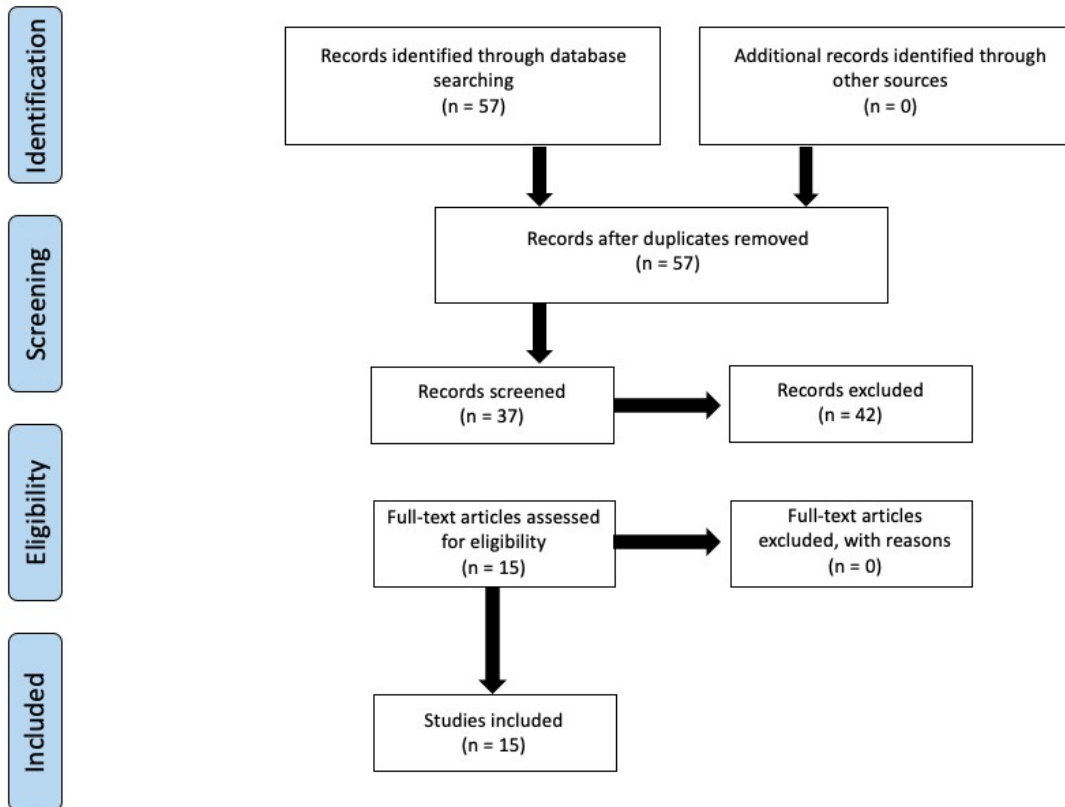 Identification
Records identified through database
searching
(n = 57)
Additional records identified through
other sources
(n = 0)
Screening
Records after duplicates removed
(n = 57)
Records screened
(n = 37)
Records excluded
(n = 42)
Eligibility
Full-text articles assessed
for eligibility
(n = 15)
Full-text articles
excluded, with reasons
(n = 0)
Included
Studies included
(n = 15)